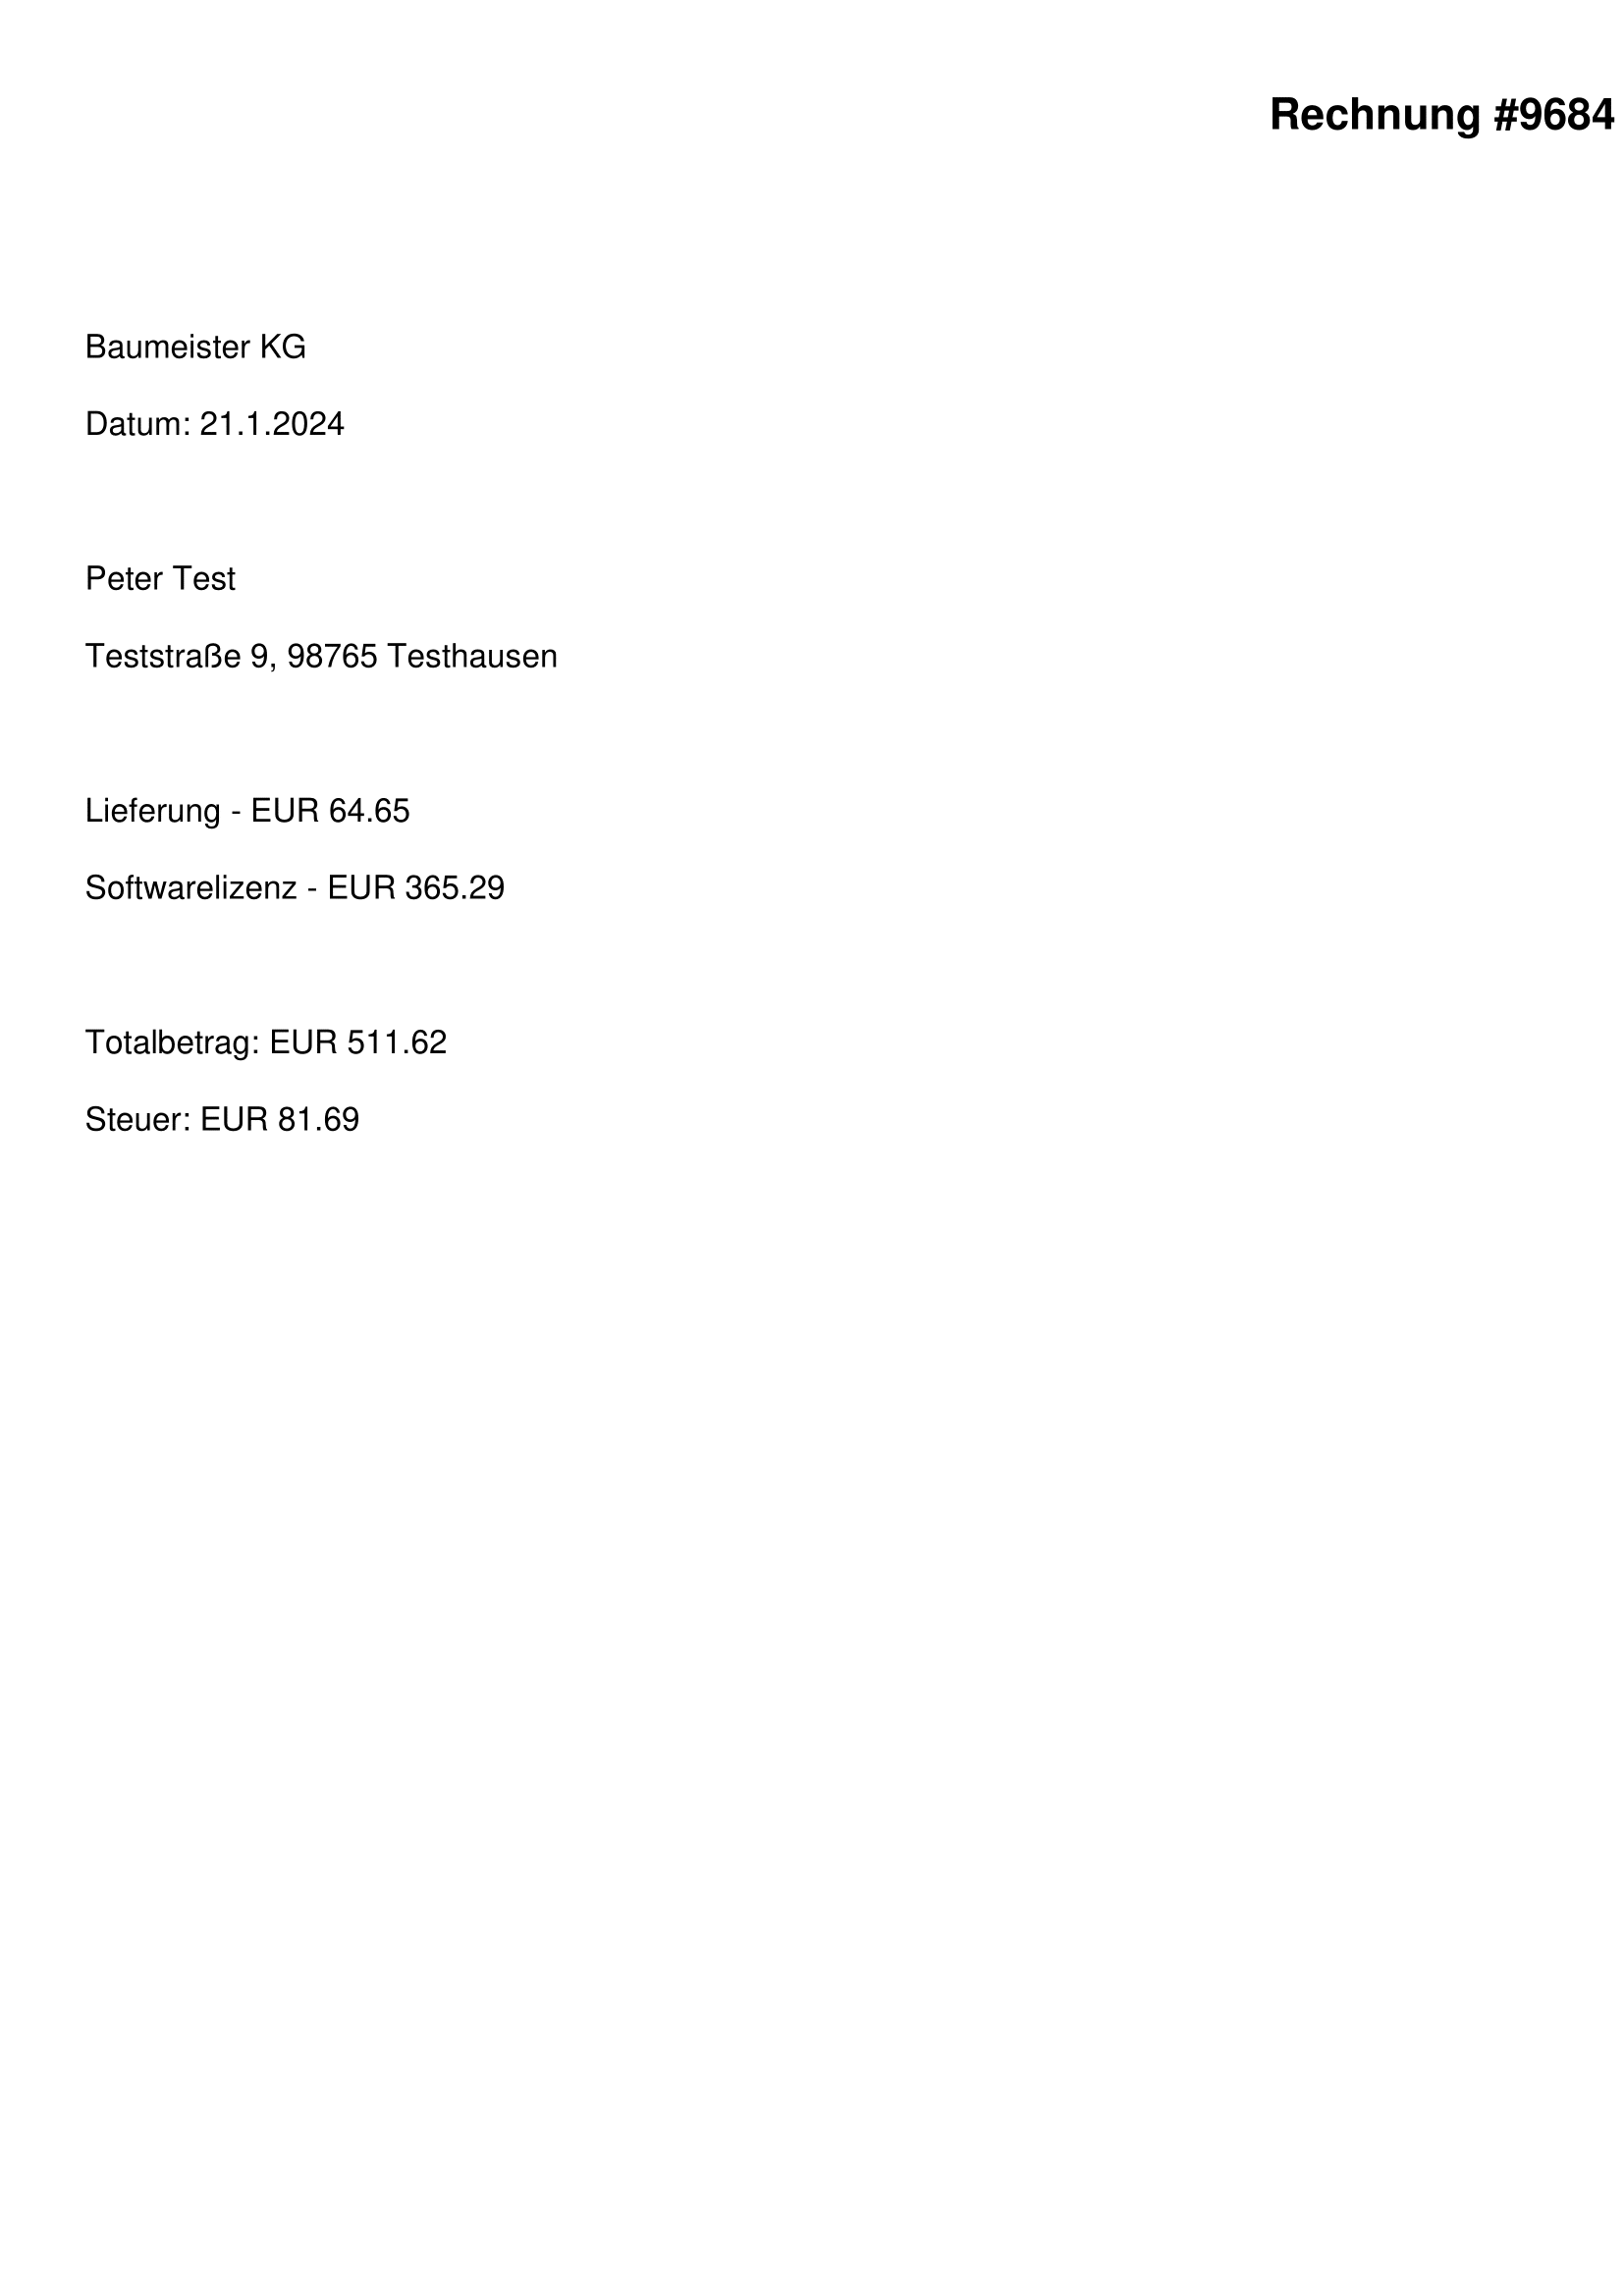 Rechnung #9684
Baumeister KG
Datum: 21.1.2024
Peter Test
Teststraße 9, 98765 Testhausen
Lieferung - EUR 64.65
Softwarelizenz - EUR 365.29
Totalbetrag: EUR 511.62
Steuer: EUR 81.69